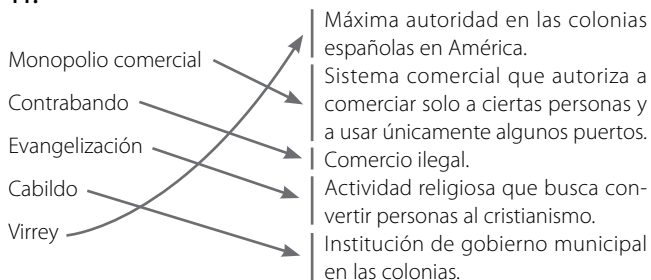 Monopolio comercial
Contrabando
Evangelización
Cabildo
Virrey
Máxima autoridad en las colonias
españolas en América.
Sistema comercial que autoriza a
comerciar solo a ciertas personas y
a usar únicamente algunos puertos.
Comercio ilegal.
Actividad religiosa que busca con-
vertir personas al cristianismo.
Institución de gobierno municipal
en las colonias.